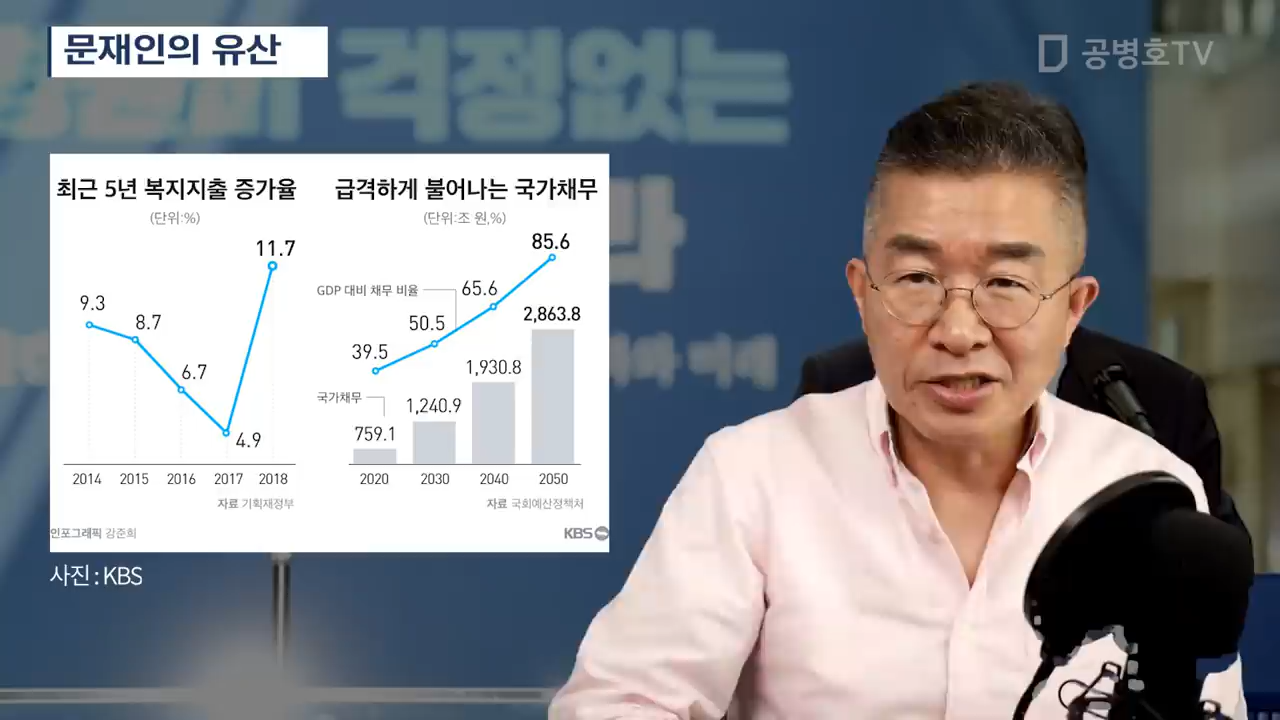 문재인의 유산
공병호TV
걱정없는
최근 5년 복지지출 증가율
(단위:%)
9.3
8.7
6.7
4.9
11.7
2014 2015 2016 2017 2018
자료 기획재정부
급격하게 불어나는 국가채무
(단위:조 원,%)
GDP 대비 채무 비율
39.5
50.5
65.6
85.6
국가채무
759.1
1,240.9
1,930.8
2,863.8
2020 2030 2040 2050
자료 국회예산정책처
인포그래픽 강준희
KBS
사진 : KBS